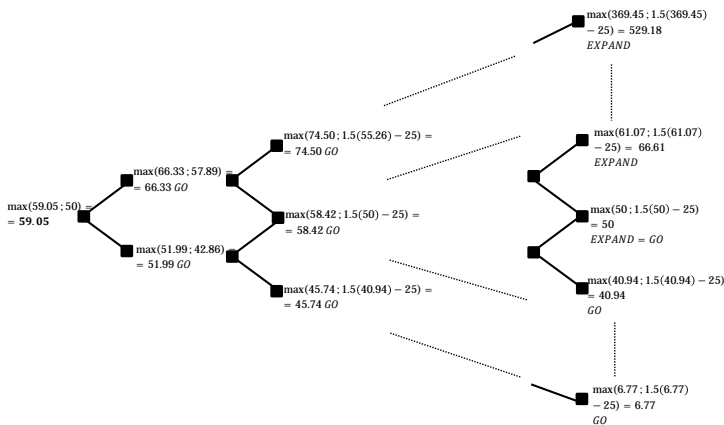 max(369.45 ; 1.5(369.45)
− 25) = 529.18
EXPAND
max(74.50 ; 1.5(55.26) − 25) =
= 74.50 GO
max(61.07 ; 1.5(61.07)
− 25) = 66.61
EXPAND
max(66.33 ; 57.89) =
= 66.33 GO
max(59.05 ; 50) =
= 59.05
max(58.42 ; 1.5(50) − 25) =
= 58.42 GO
max(50 ; 1.5(50) − 25)
= 50
EXPAND = GO
max(51.99 ; 42.86) =
= 51.99 GO
max(45.74 ; 1.5(40.94) − 25) =
= 45.74 GO
max(40.94 ; 1.5(40.94) − 25)
= 40.94
GO
max(6.77 ; 1.5(6.77)
− 25) = 6.77
GO